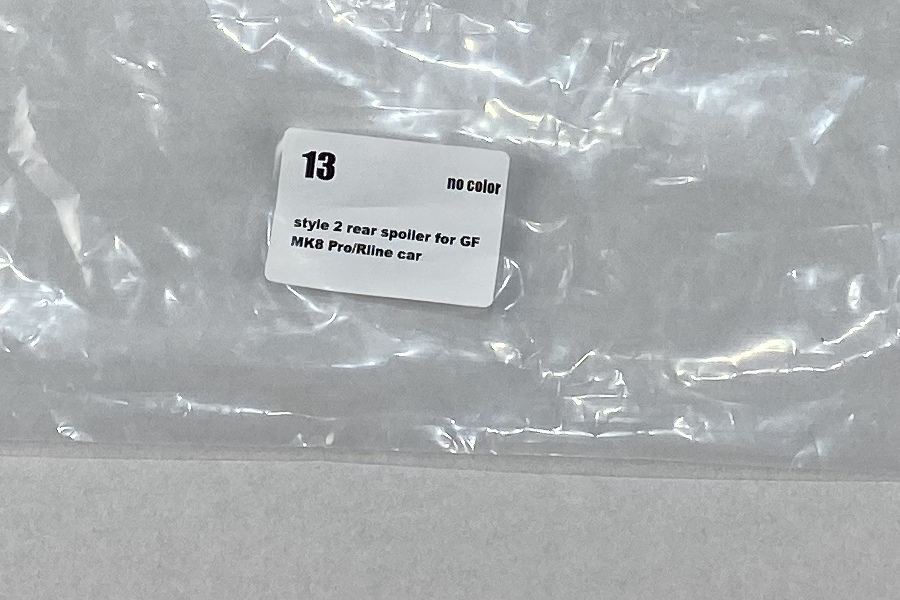 13
no color
style 2 rear spoiler for GF
MK8 Pro/Rline car